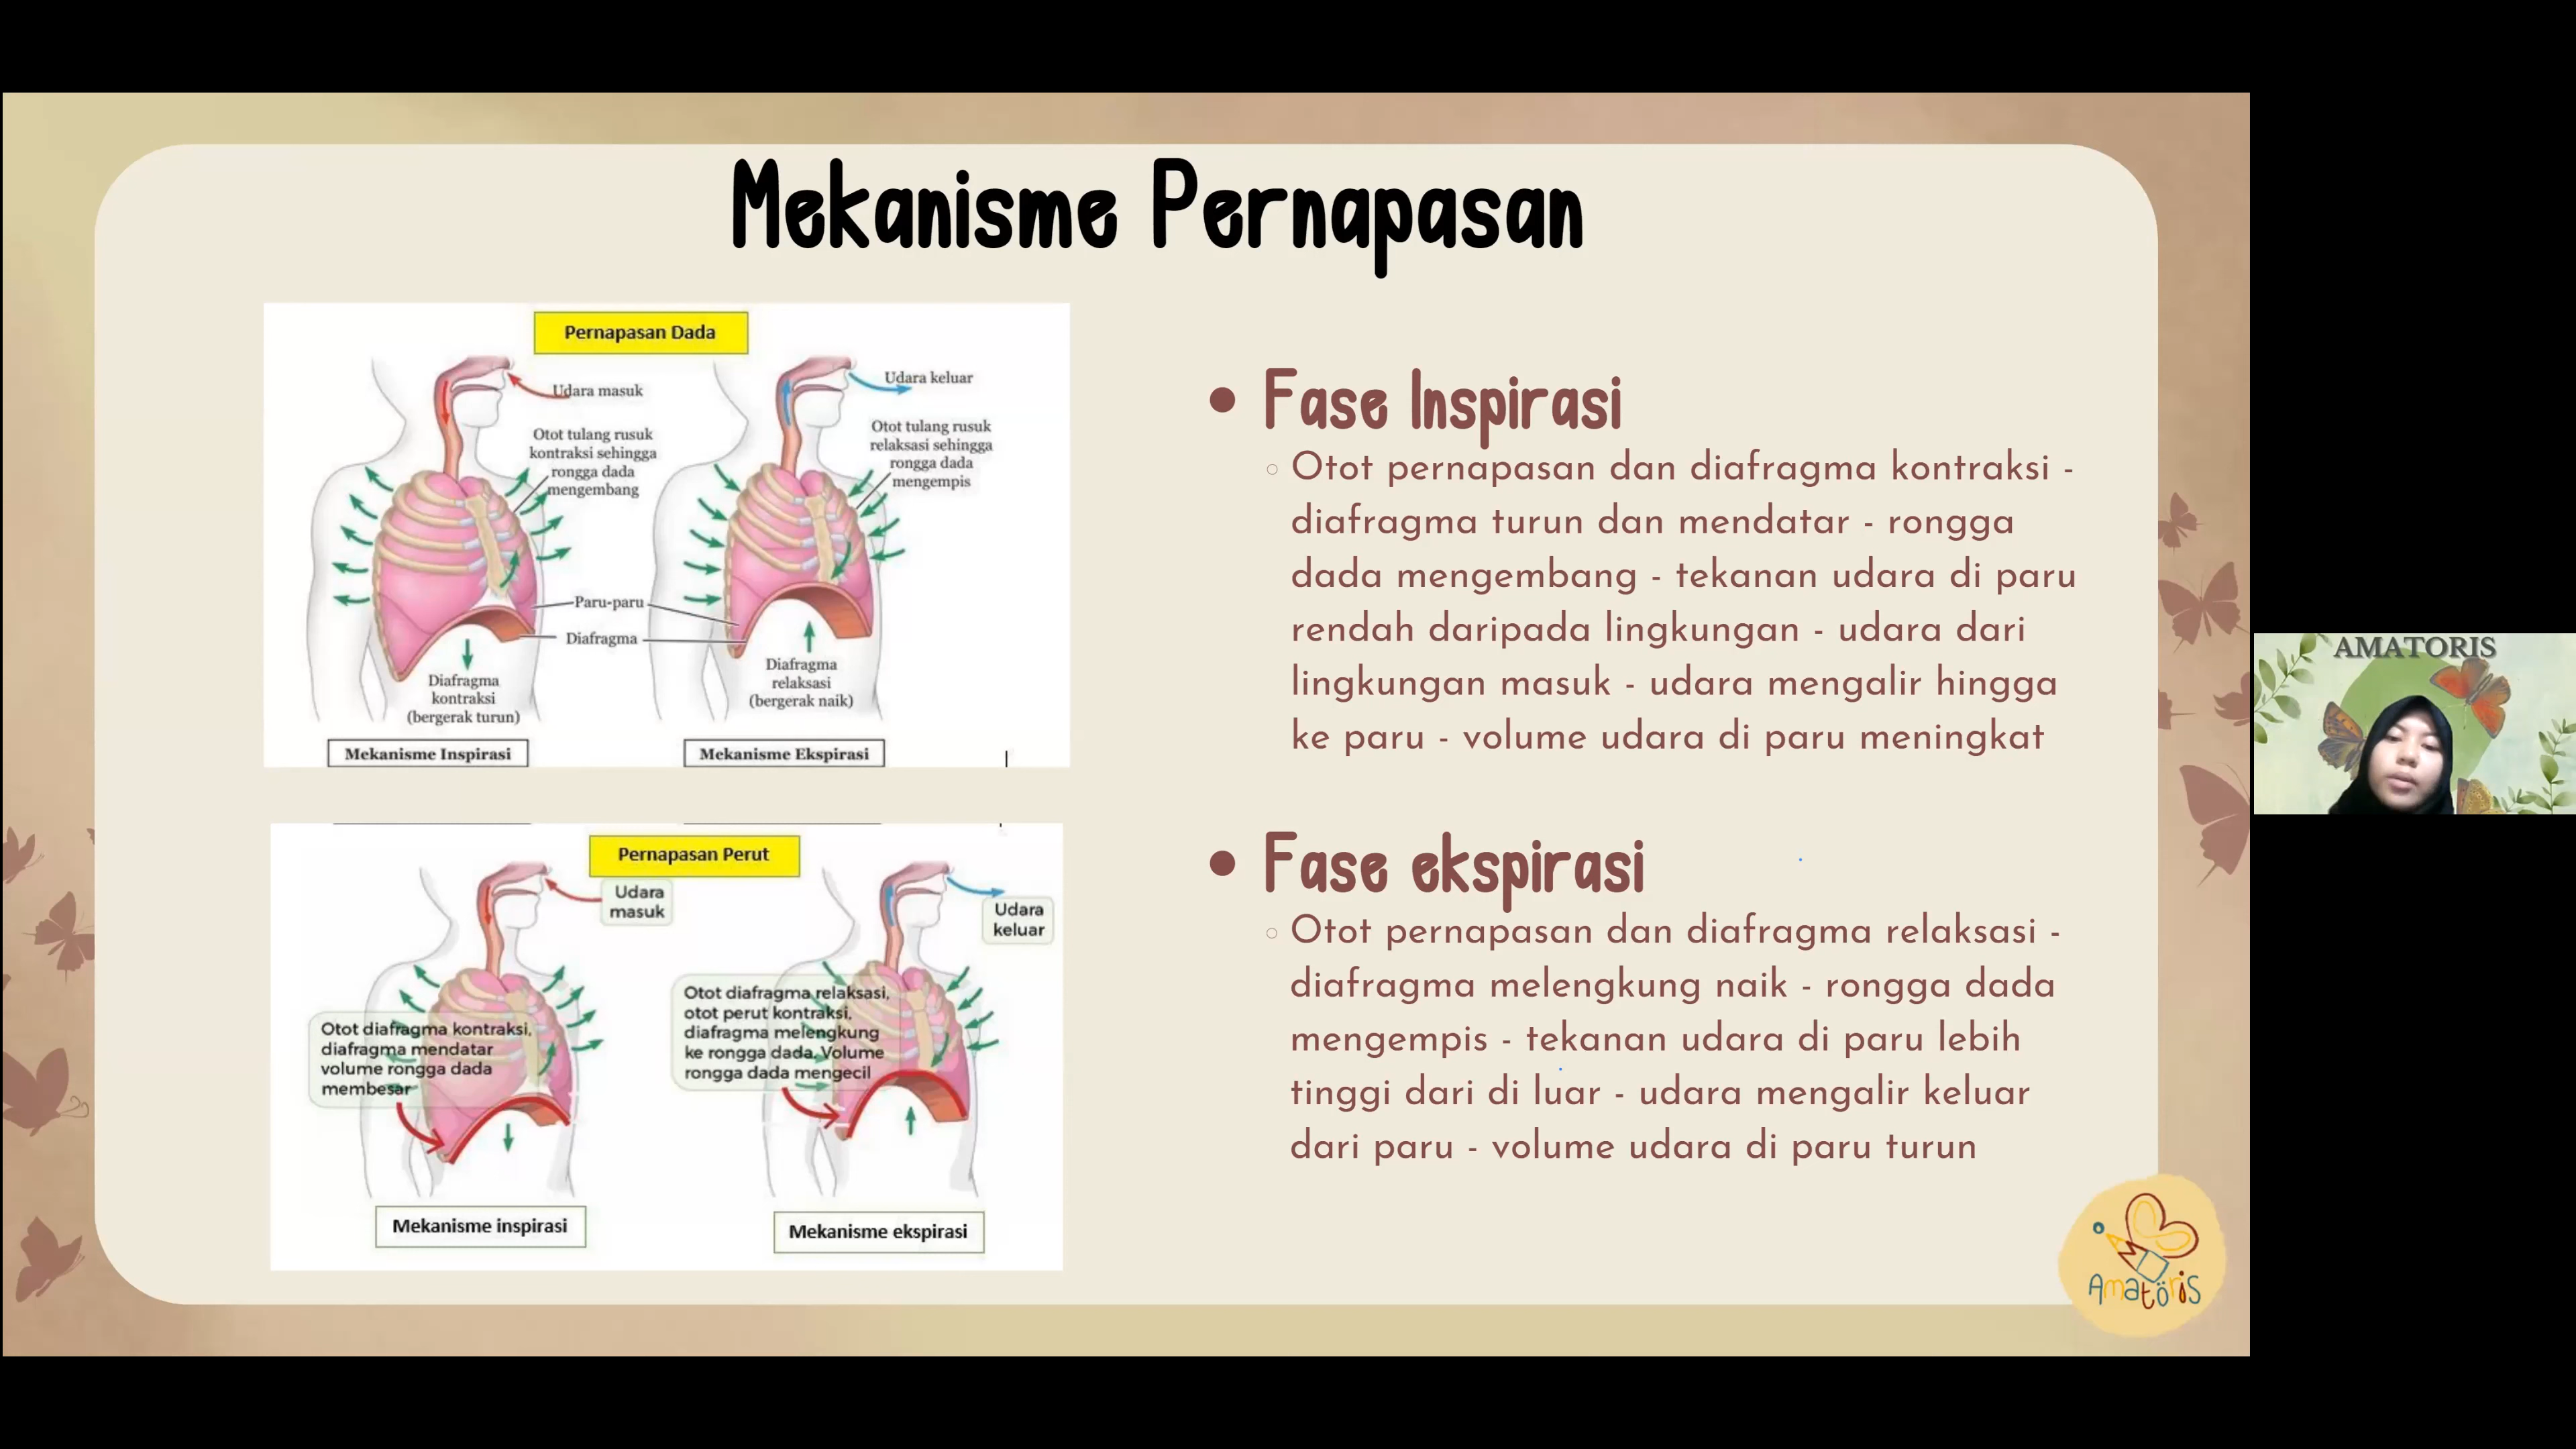 Mekanisme Pernapasan
Pernapasan Dada
Udara masuk
Otot tulang rusuk
kontraksi sehingga
rongga dada
mengembang
Udara keluar
Otot tulang rusuk
relaksasi sehingga
rongga dada
mengempis
Paru-paru
Diafragma
Diafragma
kontraksi
(bergerak turun)
Diafragma
relaksasi
(bergerak naik)
Mekanisme Inspirasi
Mekanisme Ekspirasi
Pernapasan Perut
Udara
masuk
Udara
keluar
Otot diafragma kontraksi,
diafragma mendatar
volume rongga dada
membesar
Otot diafragma relaksasi,
otot perut kontraksi,
diafragma melengkung
ke rongga dada. Volume
rongga dada mengecil
Mekanisme inspirasi
Mekanisme ekspirasi
• Fase Inspirasi
Otot pernapasan dan diafragma kontraksi -
diafragma turun dan mendatar - rongga
dada mengembang - tekanan udara di paru
rendah daripada lingkungan - udara dari
lingkungan masuk - udara mengalir hingga
ke paru - volume udara di paru meningkat
• Fase ekspirasi
Otot pernapasan dan diafragma relaksasi -
diafragma melengkung naik - rongga dada
mengempis - tekanan udara di paru lebih
tinggi dari di luar - udara mengalir keluar
dari paru - volume udara di paru turun
Amatöris
AMATORIS